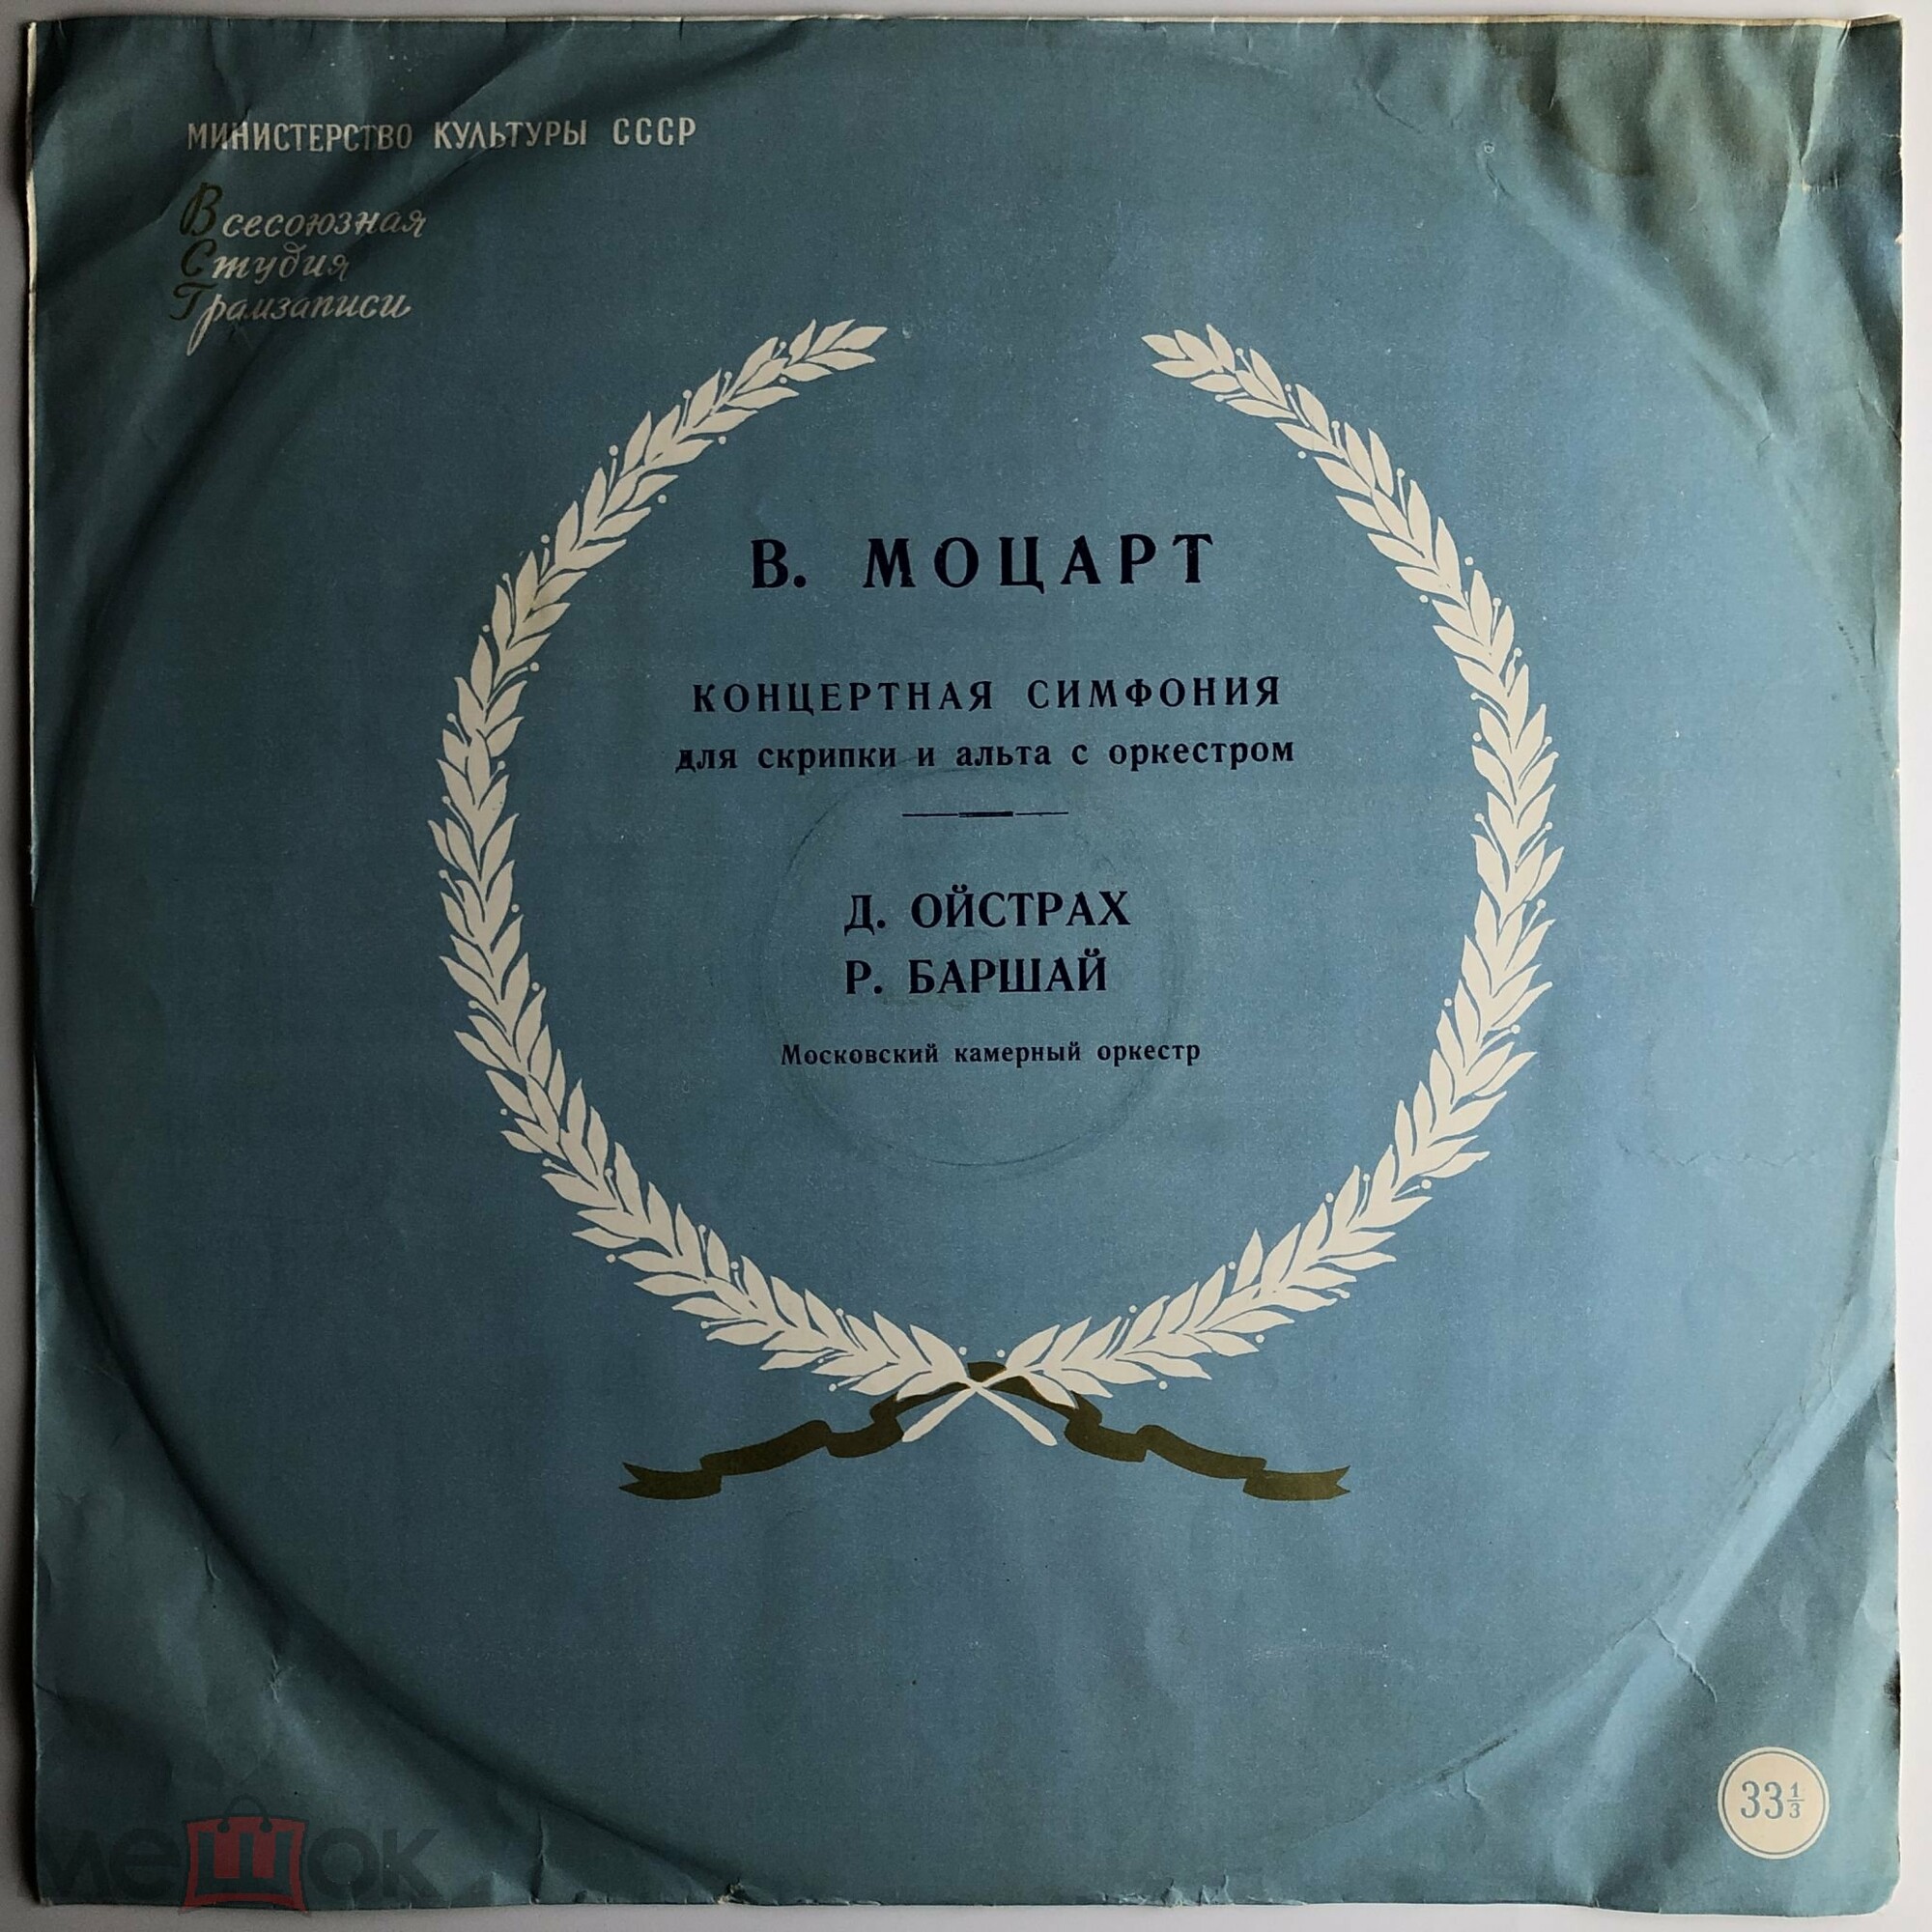 МИНИСТЕРСТВО КУЛЬТУРЫ СССР
Всесоюзная
Студия
Грамзаписи
В. МОЦАРТ
КОНЦЕРТНАЯ СИМФОНИЯ
для скрипки и альта с оркестром
Д. ОЙСТРАХ
Р. БАРШАЙ
Московский камерный оркестр
33 1/3
мешок